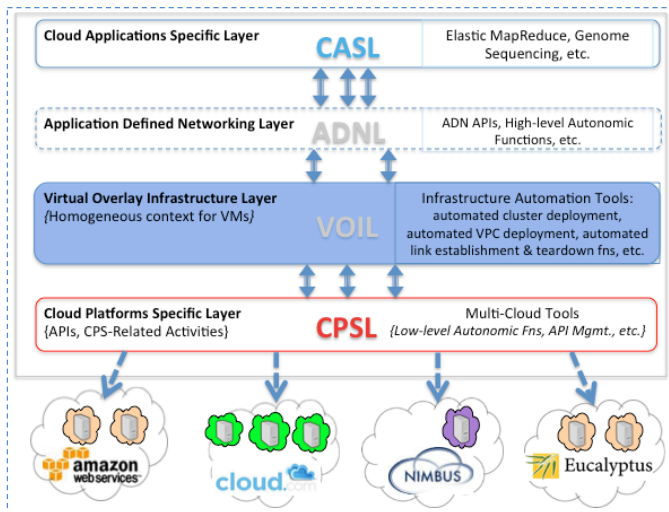 Cloud Applications Specific Layer
CASL
Elastic MapReduce, Genome
Sequencing, etc.
Application Defined Networking Layer
ADNL
ADN APIs, High-level Autonomic
Functions, etc.
Virtual Overlay Infrastructure Layer
{Homogeneous context for VMs}
VOIL
Infrastructure Automation Tools:
automated cluster deployment,
automated VPC deployment, automated
link establishment & teardown fns, etc.
Cloud Platforms Specific Layer
{APIs, CPS-Related Activities}
CPSL
Multi-Cloud Tools
{Low-level Autonomic Fns, API Mgmt., etc.}
amazon
webservices™
cloud.com
NIMBUS
Eucalyptus